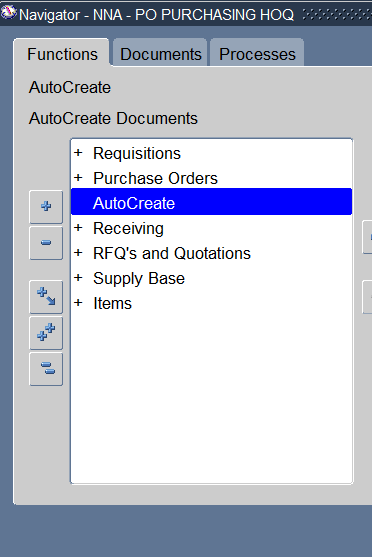 Navigator - NNA - PO PURCHASING HOQ
Functions Documents Processes
AutoCreate
AutoCreate Documents
+ Requisitions
+ Purchase Orders
AutoCreate
+ Receiving
+ RFQ's and Quotations
+ Supply Base
+ Items